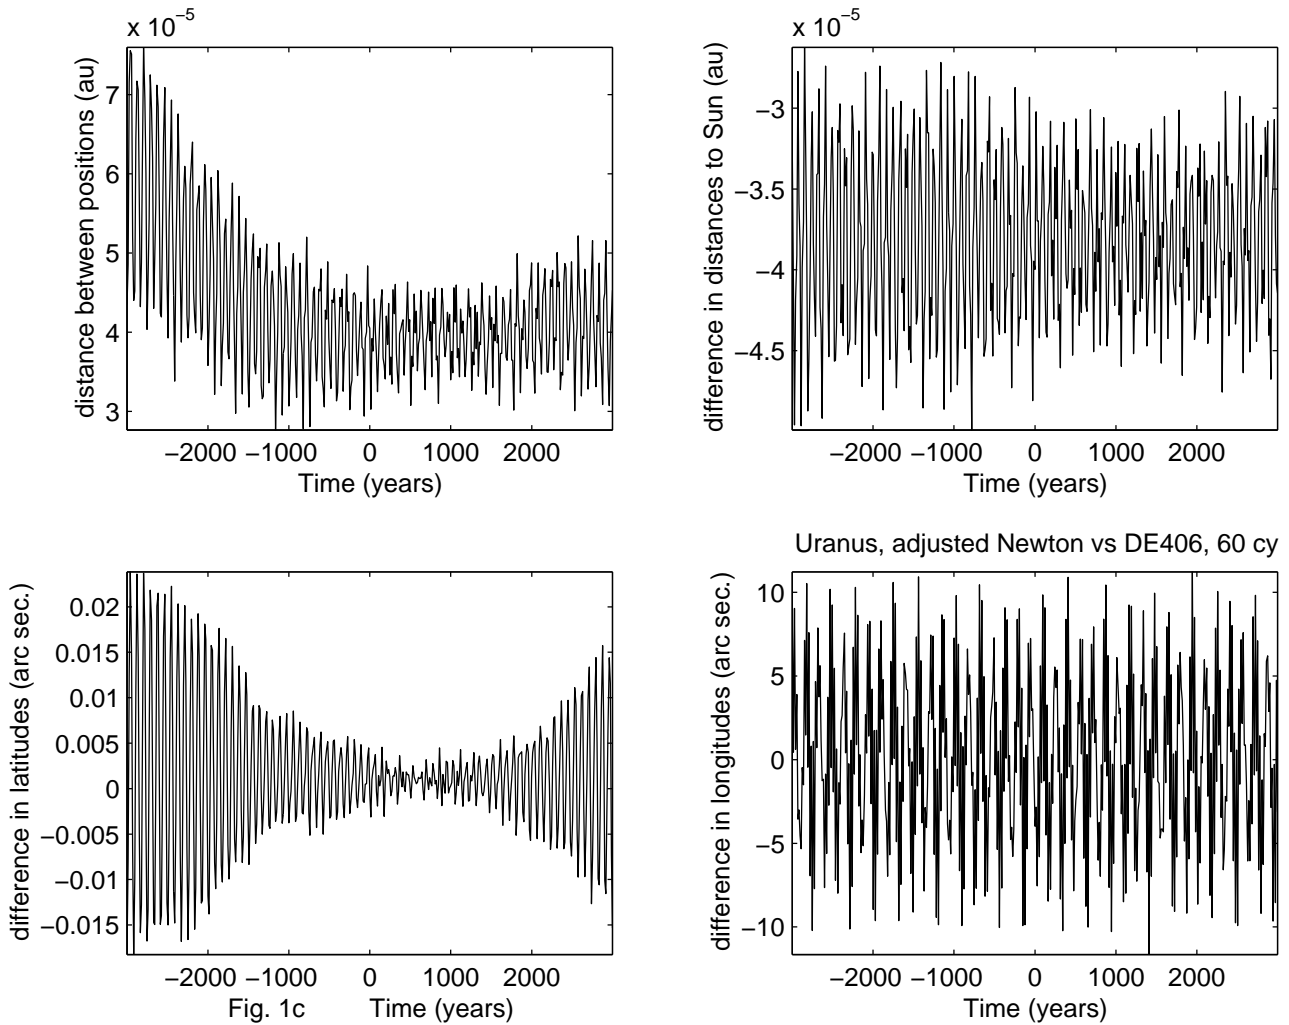 x 10−5
7
6
5
4
3
distance between positions (au)
−2000 −1000 0 1000 2000
Time (years)
x 10−5
−3
−3.5
−4
−4.5
difference in distances to Sun (au)
−2000 −1000 0 1000 2000
Time (years)
0.02
0.015
0.01
0.005
0
−0.005
−0.01
−0.015
difference in latitudes (arc sec.)
−2000 −1000 0 1000 2000
Fig. 1c Time (years)
Uranus, adjusted Newton vs DE406, 60 cy
10
5
0
−5
−10
difference in longitudes (arc sec.)
−2000 −1000 0 1000 2000
Time (years)